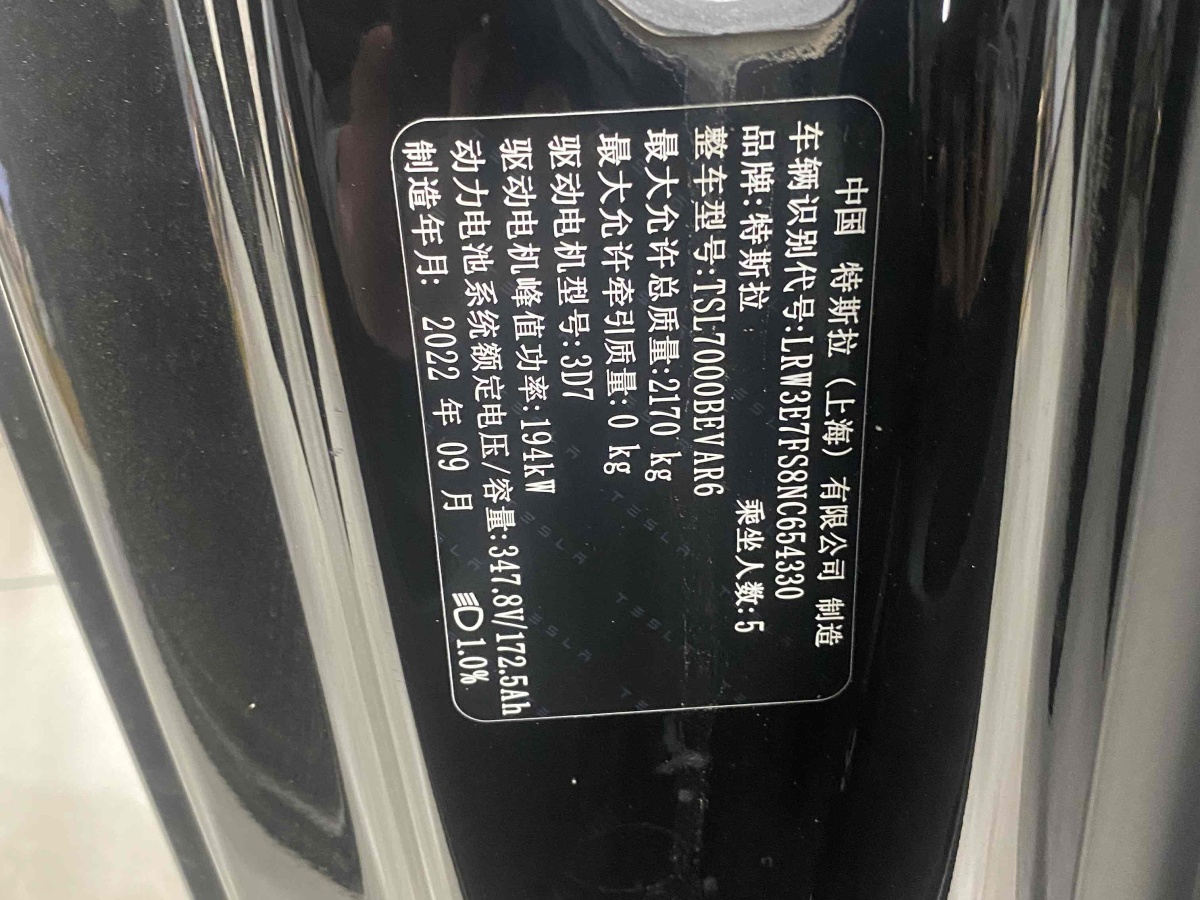 中国 特斯拉（上海）有限公司 制造
车辆识别代号:LRW3E7FS8NC654330
品牌:特斯拉 乘坐人数:5
整车型号:TSL7000BEVAR6
最大允许总质量:2170 kg
最大允许牵引质量:0 kg
驱动电机型号:3D7
驱动电机峰值功率:194kW
动力电池系统额定电压/容量:347.8V/172.5Ah
制造年月: 2022 年 09 月 1.0%
TESLA